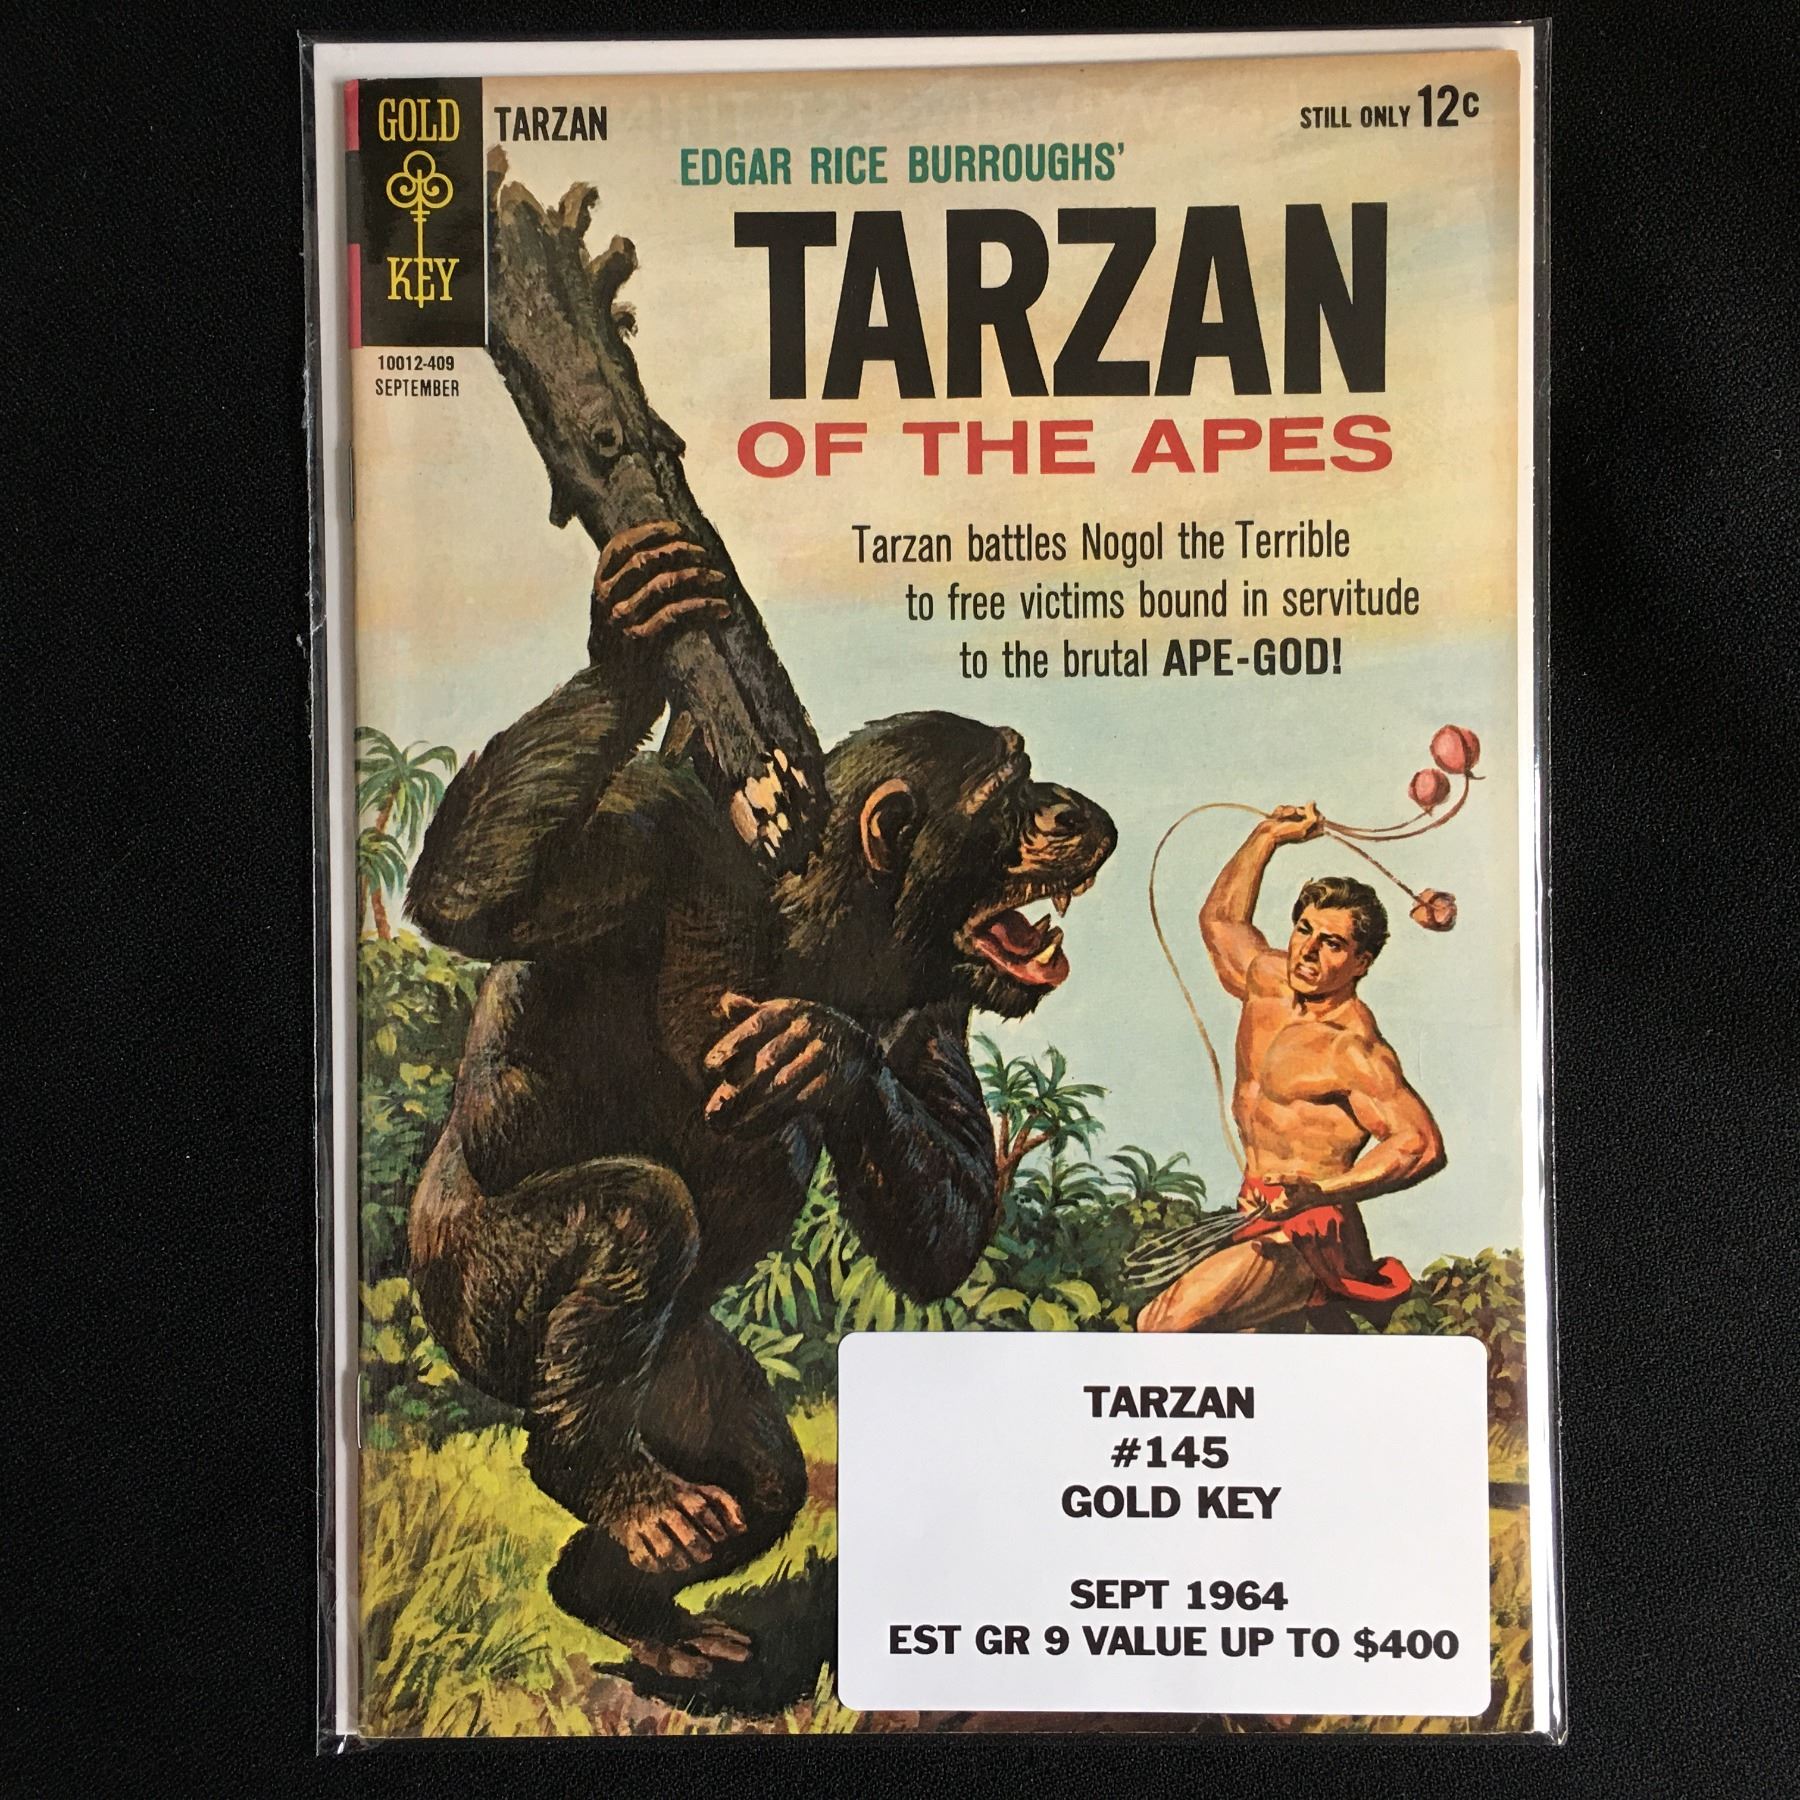 GOLD
KEY
10012-409
SEPTEMBER
TARZAN
STILL ONLY 12c
EDGAR RICE BURROUGHS'
TARZAN
OF THE APES
Tarzan battles Nogol the Terrible
to free victims bound in servitude
to the brutal APE-GOD!
TARZAN
#145
GOLD KEY
SEPT 1964
EST GR 9 VALUE UP TO $400